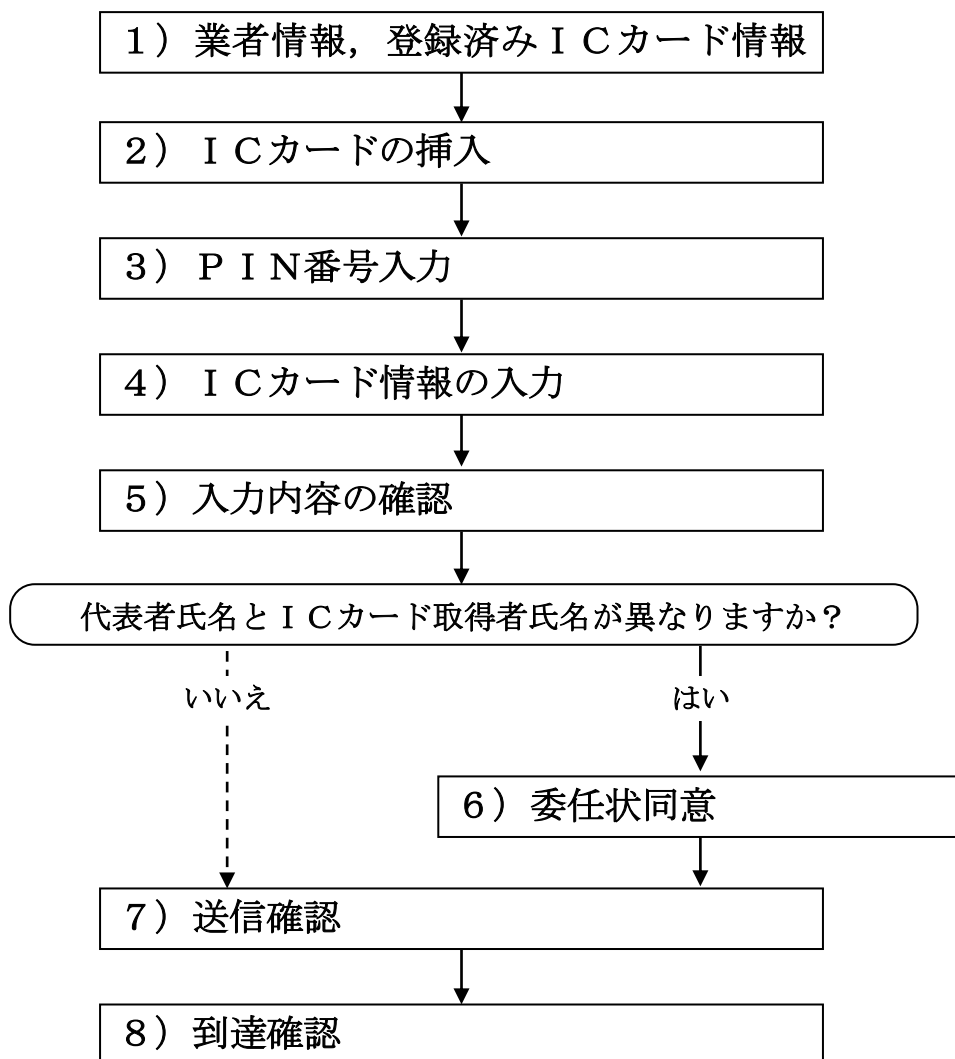 １）業者情報，登録済みＩＣカード情報
２）ＩＣカードの挿入
３）ＰＩＮ番号入力
４）ＩＣカード情報の入力
５）入力内容の確認
代表者氏名とＩＣカード取得者氏名が異なりますか？
いいえ
はい
６）委任状同意
７）送信確認
８）到達確認